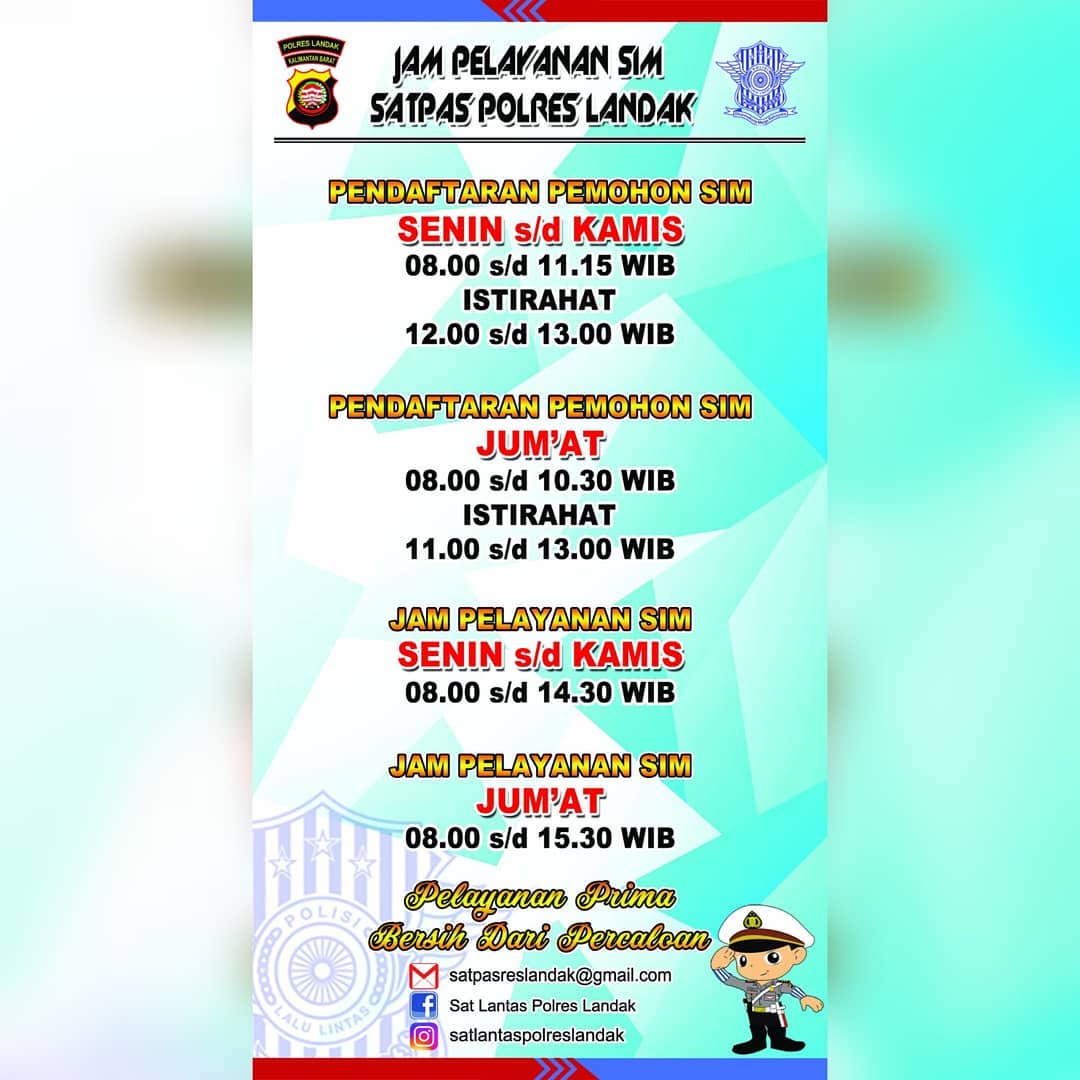 POLRES LANDAK
KALIMANTAN BARAT
JAM PELAYANAN SIM
SATPAS POLRES LANDAK
PENDAFTARAN PEMOHON SIM
SENIN s/d KAMIS
08.00 s/d 11.15 WIB
ISTIRAHAT
12.00 s/d 13.00 WIB
PENDAFTARAN PEMOHON SIM
JUM'AT
08.00 s/d 10.30 WIB
ISTIRAHAT
11.00 s/d 13.00 WIB
JAM PELAYANAN SIM
SENIN s/d KAMIS
08.00 s/d 14.30 WIB
JAM PELAYANAN SIM
JUM'AT
08.00 s/d 15.30 WIB
Pelayanan Prima
Bersih Dari Percaloan
satpasreslandak@gmail.com
Sat Lantas Polres Landak
satlantaspolreslandak
POLISI
LALU LINTAS